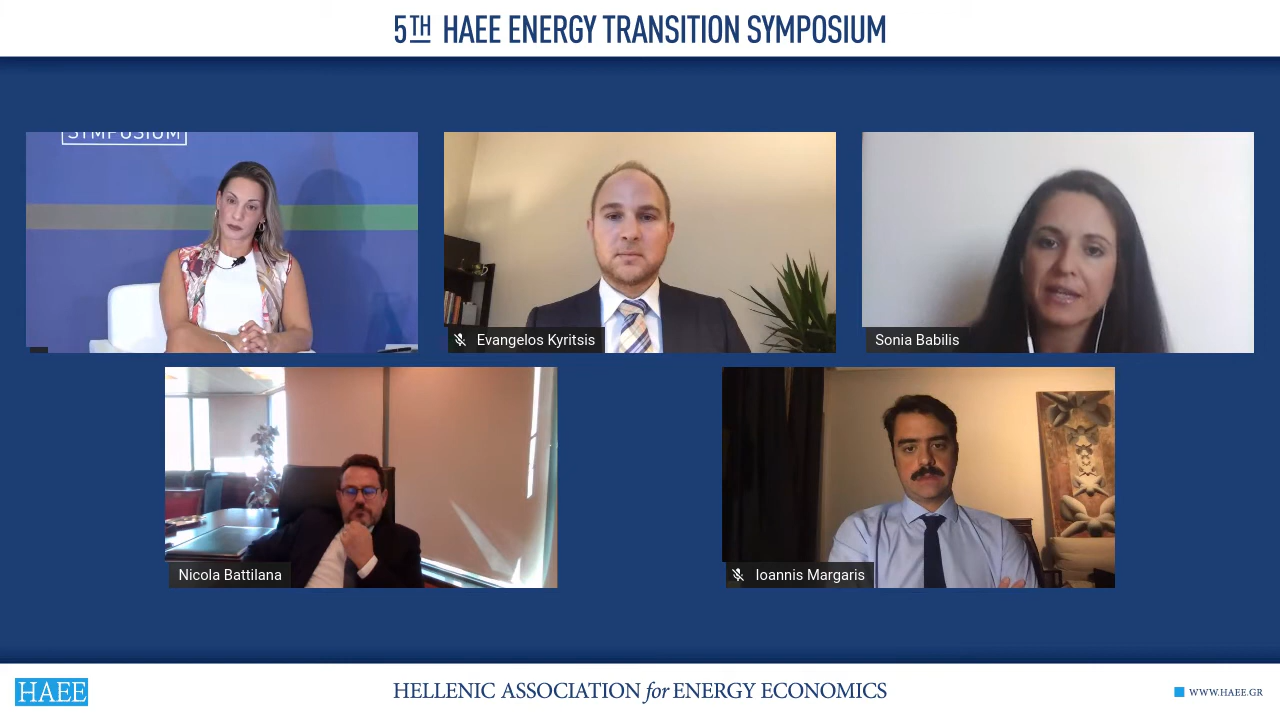 5TH HAEE ENERGY TRANSITION SYMPOSIUM
SYMPOSIUM
Evangelos Kyritsis
Sonia Babilis
Nicola Battilana
Ioannis Margaris
HAEE
HELLENIC ASSOCIATION for ENERGY ECONOMICS
WWW.HAEE.GR